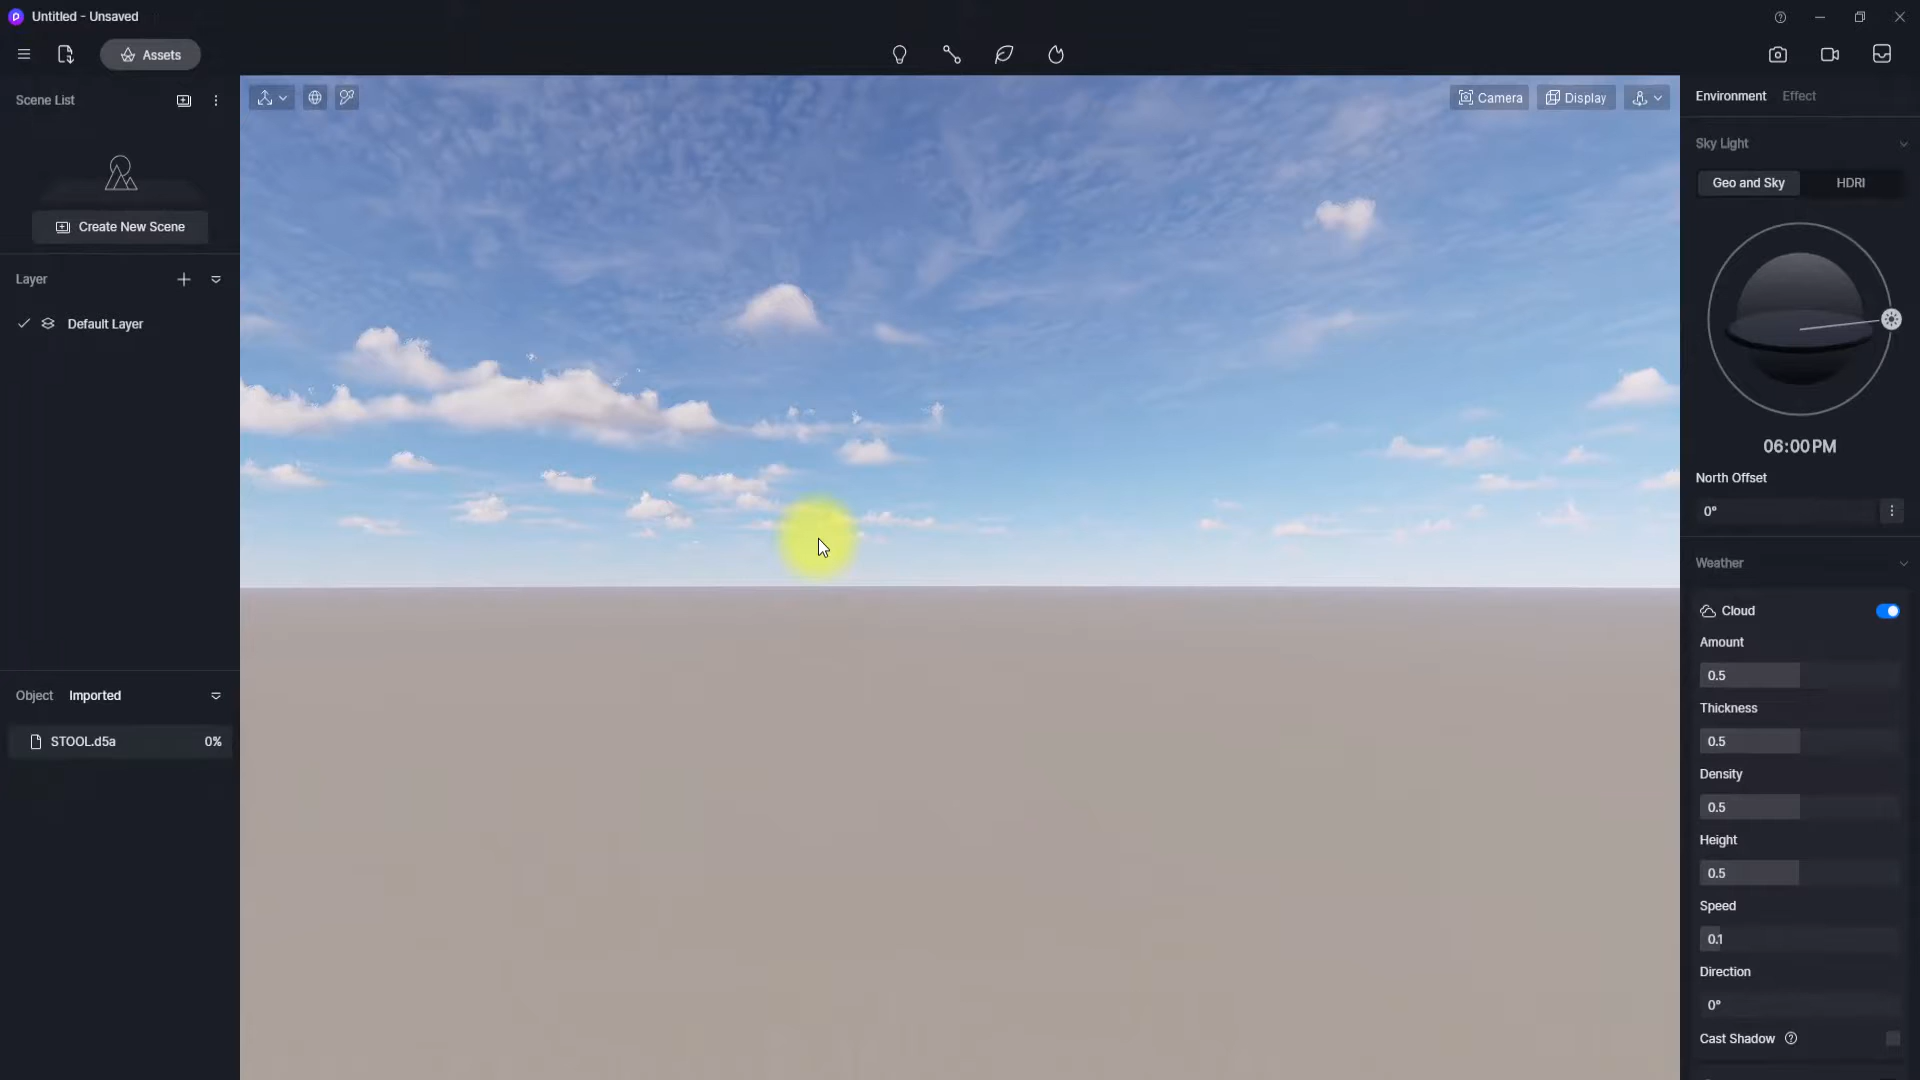 Untitled - Unsaved
Assets
Scene List
Create New Scene
Layer
Default Layer
Object Imported
STOOL.d5a 0%
Camera
Display
Environment Effect
Sky Light
Geo and Sky HDRI
06:00PM
North Offset
0°
Weather
Cloud
Amount
0.5
Thickness
0.5
Density
0.5
Height
0.5
Speed
0.1
Direction
0°
Cast Shadow